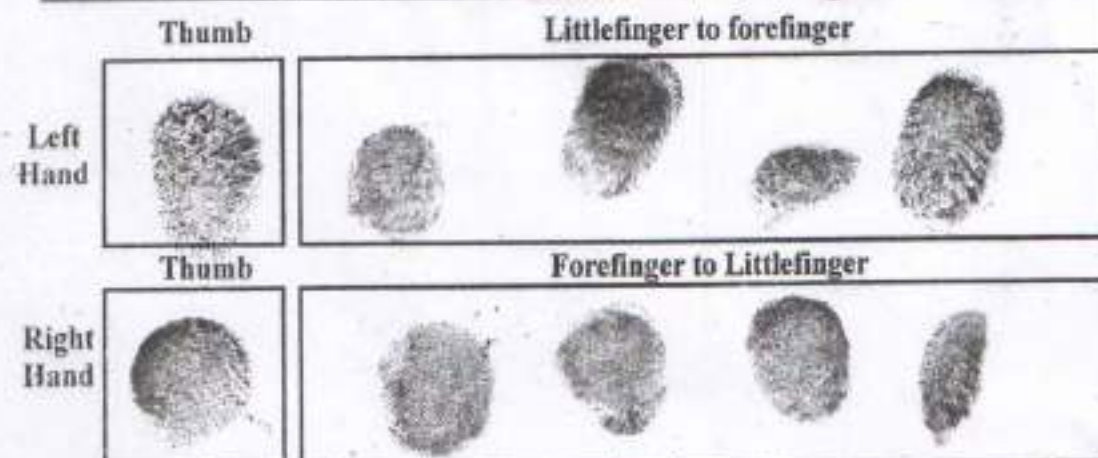 Thumb Littlefinger to forefinger
Left
Hand
Thumb Forefinger to Littlefinger
Right
Hand